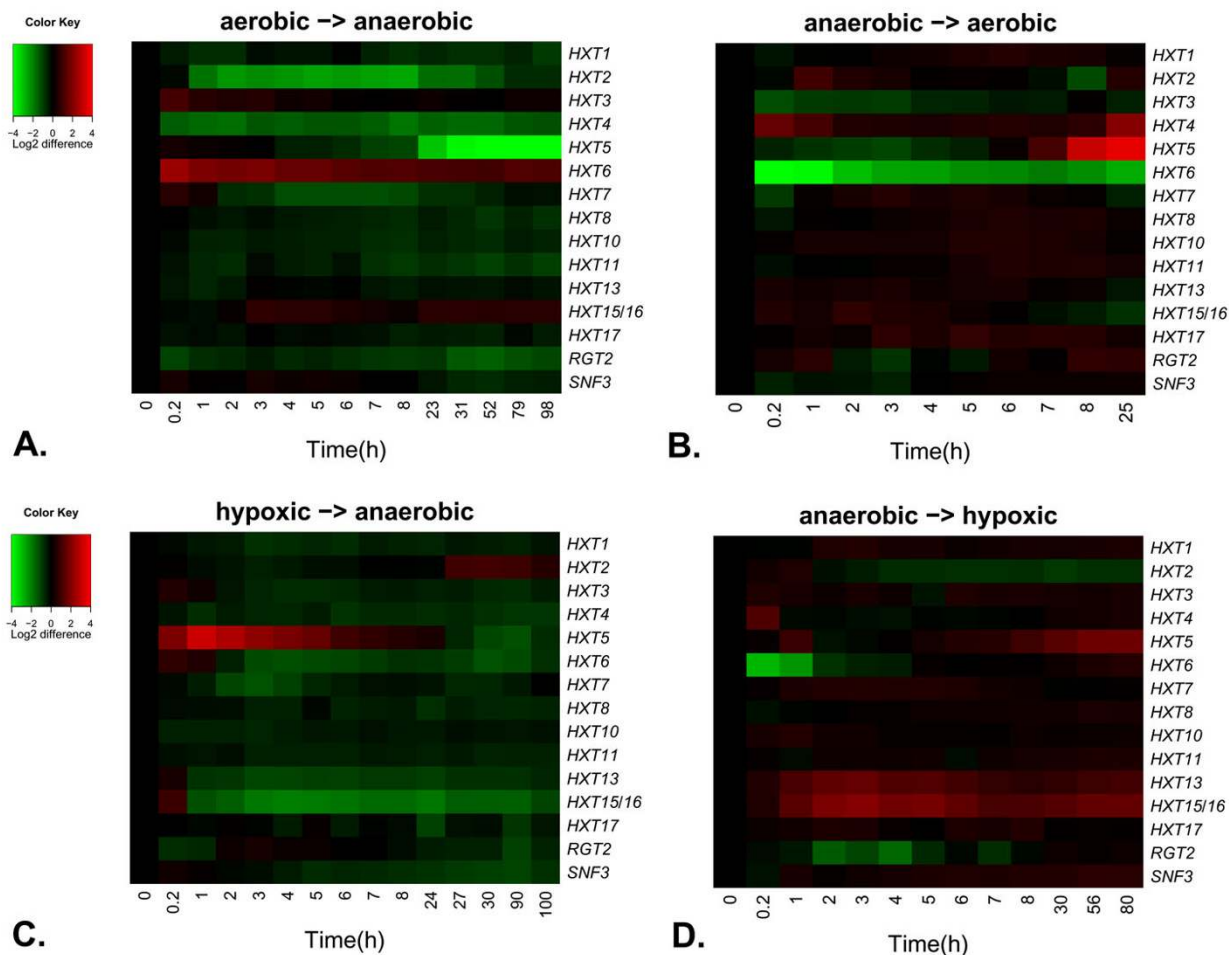 Color Key
−4 −2 0 2 4
Log2 difference
aerobic −> anaerobic
HXT1
HXT2
HXT3
HXT4
HXT5
HXT6
HXT7
HXT8
HXT10
HXT11
HXT13
HXT15/16
HXT17
RGT2
SNF3
0 0.2 1 2 3 4 5 6 7 8 23 31 52 79 98
Time(h)
A.
anaerobic −> aerobic
HXT1
HXT2
HXT3
HXT4
HXT5
HXT6
HXT7
HXT8
HXT10
HXT11
HXT13
HXT15/16
HXT17
RGT2
SNF3
0 0.2 1 2 3 4 5 6 7 8 25
Time(h)
B.
Color Key
−4 −2 0 2 4
Log2 difference
hypoxic −> anaerobic
HXT1
HXT2
HXT3
HXT4
HXT5
HXT6
HXT7
HXT8
HXT10
HXT11
HXT13
HXT15/16
HXT17
RGT2
SNF3
0 0.2 1 2 3 4 5 6 7 8 24 27 30 90 100
Time(h)
C.
anaerobic −> hypoxic
HXT1
HXT2
HXT3
HXT4
HXT5
HXT6
HXT7
HXT8
HXT10
HXT11
HXT13
HXT15/16
HXT17
RGT2
SNF3
0 0.2 1 2 3 4 5 6 7 8 30 56 80
Time(h)
D.